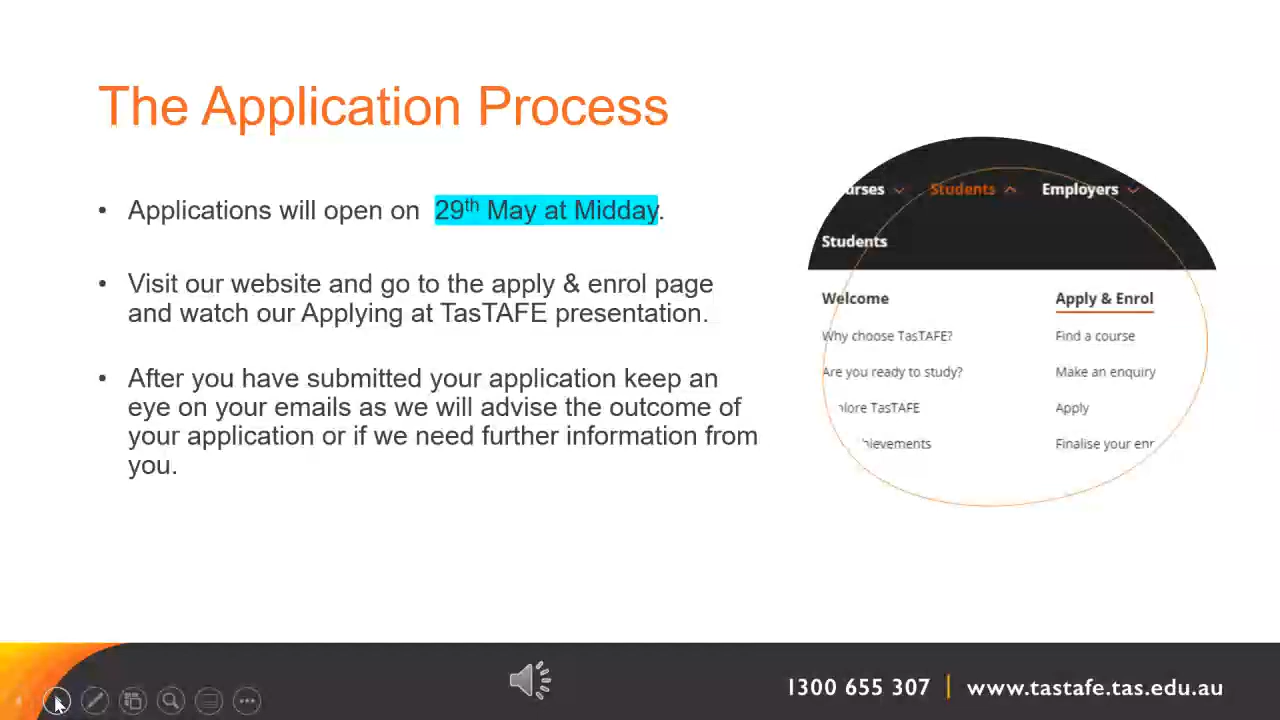 The Application Process
• Applications will open on 29th May at Midday.
• Visit our website and go to the apply & enrol page
and watch our Applying at TasTAFE presentation.
• After you have submitted your application keep an
eye on your emails as we will advise the outcome of
your application or if we need further information from
you.
Students Employers
Students
Welcome Apply & Enrol
Why choose TasTAFE? Find a course
Are you ready to study? Make an enquiry
TasTAFE Apply
Finalise your
1300 655 307 | www.tastafe.tas.edu.au